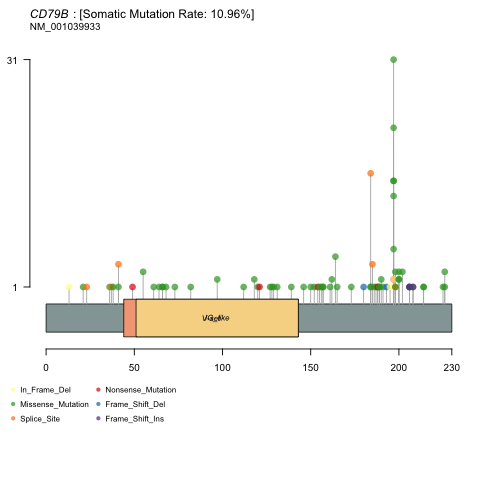 CD79B : [Somatic Mutation Rate: 10.96%]
NM_001039933
31
1
0 50 100 150 200 230
In_Frame_Del Nonsense_Mutation
Missense_Mutation Frame_Shift_Del
Splice_Site Frame_Shift_Ins